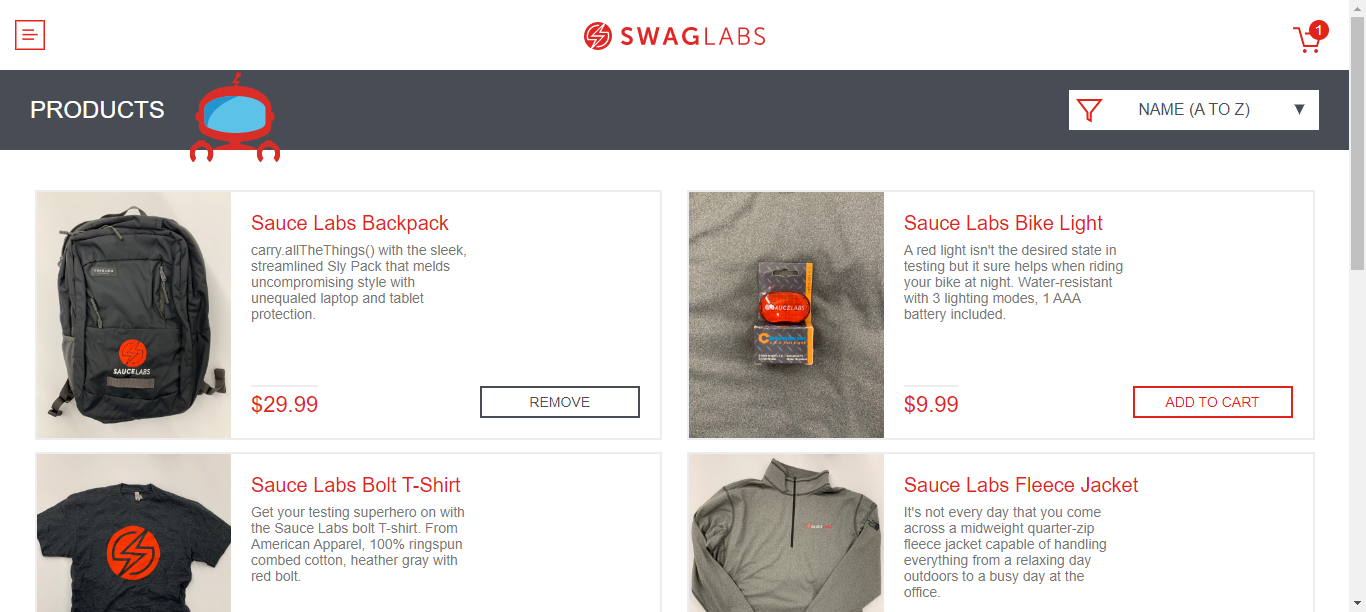 SWAGLABS
1
PRODUCTS
NAME (A TO Z)
Sauce Labs Backpack
carry.allTheThings() with the sleek,
streamlined Sly Pack that melds
uncompromising style with
unequaled laptop and tablet
protection.
$29.99
REMOVE
SAUCELABS
Sauce Labs Bike Light
A red light isn't the desired state in
testing but it sure helps when riding
your bike at night. Water-resistant
with 3 lighting modes, 1 AAA
battery included.
$9.99
ADD TO CART
SAUCELABS
Sauce Labs Bolt T-Shirt
Get your testing superhero on with
the Sauce Labs bolt T-shirt. From
American Apparel, 100% ringspun
combed cotton, heather gray with
red bolt.
Sauce Labs Fleece Jacket
It's not every day that you come
across a midweight quarter-zip
fleece jacket capable of handling
everything from a relaxing day
outdoors to a busy day at the
office.